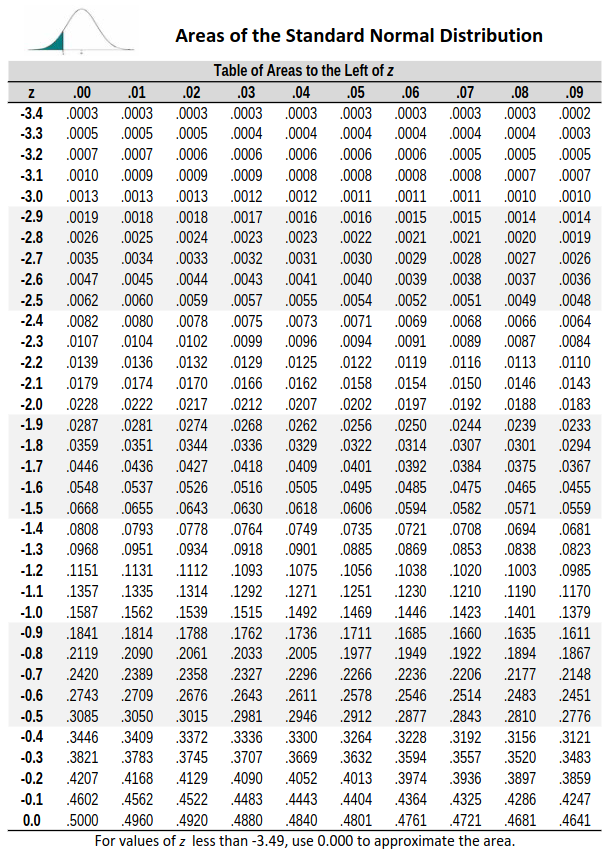 Areas of the Standard Normal Distribution
Table of Areas to the Left of z
z .00 .01 .02 .03 .04 .05 .06 .07 .08 .09
-3.4 .0003 .0003 .0003 .0003 .0003 .0003 .0003 .0003 .0003 .0002
-3.3 .0005 .0005 .0005 .0004 .0004 .0004 .0004 .0004 .0004 .0003
-3.2 .0007 .0007 .0006 .0006 .0006 .0006 .0006 .0005 .0005 .0005
-3.1 .0010 .0009 .0009 .0009 .0008 .0008 .0008 .0008 .0007 .0007
-3.0 .0013 .0013 .0013 .0012 .0012 .0011 .0011 .0011 .0010 .0010
-2.9 .0019 .0018 .0018 .0017 .0016 .0016 .0015 .0015 .0014 .0014
-2.8 .0026 .0025 .0024 .0023 .0023 .0022 .0021 .0021 .0020 .0019
-2.7 .0035 .0034 .0033 .0032 .0031 .0030 .0029 .0028 .0027 .0026
-2.6 .0047 .0045 .0044 .0043 .0041 .0040 .0039 .0038 .0037 .0036
-2.5 .0062 .0060 .0059 .0057 .0055 .0054 .0052 .0051 .0049 .0048
-2.4 .0082 .0080 .0078 .0075 .0073 .0071 .0069 .0068 .0066 .0064
-2.3 .0107 .0104 .0102 .0099 .0096 .0094 .0091 .0089 .0087 .0084
-2.2 .0139 .0136 .0132 .0129 .0125 .0122 .0119 .0116 .0113 .0110
-2.1 .0179 .0174 .0170 .0166 .0162 .0158 .0154 .0150 .0146 .0143
-2.0 .0228 .0222 .0217 .0212 .0207 .0202 .0197 .0192 .0188 .0183
-1.9 .0287 .0281 .0274 .0268 .0262 .0256 .0250 .0244 .0239 .0233
-1.8 .0359 .0351 .0344 .0336 .0329 .0322 .0314 .0307 .0301 .0294
-1.7 .0446 .0436 .0427 .0418 .0409 .0401 .0392 .0384 .0375 .0367
-1.6 .0548 .0537 .0526 .0516 .0505 .0495 .0485 .0475 .0465 .0455
-1.5 .0668 .0655 .0643 .0630 .0618 .0606 .0594 .0582 .0571 .0559
-1.4 .0808 .0793 .0778 .0764 .0749 .0735 .0721 .0708 .0694 .0681
-1.3 .0968 .0951 .0934 .0918 .0901 .0885 .0869 .0853 .0838 .0823
-1.2 .1151 .1131 .1112 .1093 .1075 .1056 .1038 .1020 .1003 .0985
-1.1 .1357 .1335 .1314 .1292 .1271 .1251 .1230 .1210 .1190 .1170
-1.0 .1587 .1562 .1539 .1515 .1492 .1469 .1446 .1423 .1401 .1379
-0.9 .1841 .1814 .1788 .1762 .1736 .1711 .1685 .1660 .1635 .1611
-0.8 .2119 .2090 .2061 .2033 .2005 .1977 .1949 .1922 .1894 .1867
-0.7 .2420 .2389 .2358 .2327 .2296 .2266 .2236 .2206 .2177 .2148
-0.6 .2743 .2709 .2676 .2643 .2611 .2578 .2546 .2514 .2483 .2451
-0.5 .3085 .3050 .3015 .2981 .2946 .2912 .2877 .2843 .2810 .2776
-0.4 .3446 .3409 .3372 .3336 .3300 .3264 .3228 .3192 .3156 .3121
-0.3 .3821 .3783 .3745 .3707 .3669 .3632 .3594 .3557 .3520 .3483
-0.2 .4207 .4168 .4129 .4090 .4052 .4013 .3974 .3936 .3897 .3859
-0.1 .4602 .4562 .4522 .4483 .4443 .4404 .4364 .4325 .4286 .4247
0.0 .5000 .4960 .4920 .4880 .4840 .4801 .4761 .4721 .4681 .4641
For values of z less than -3.49, use 0.000 to approximate the area.